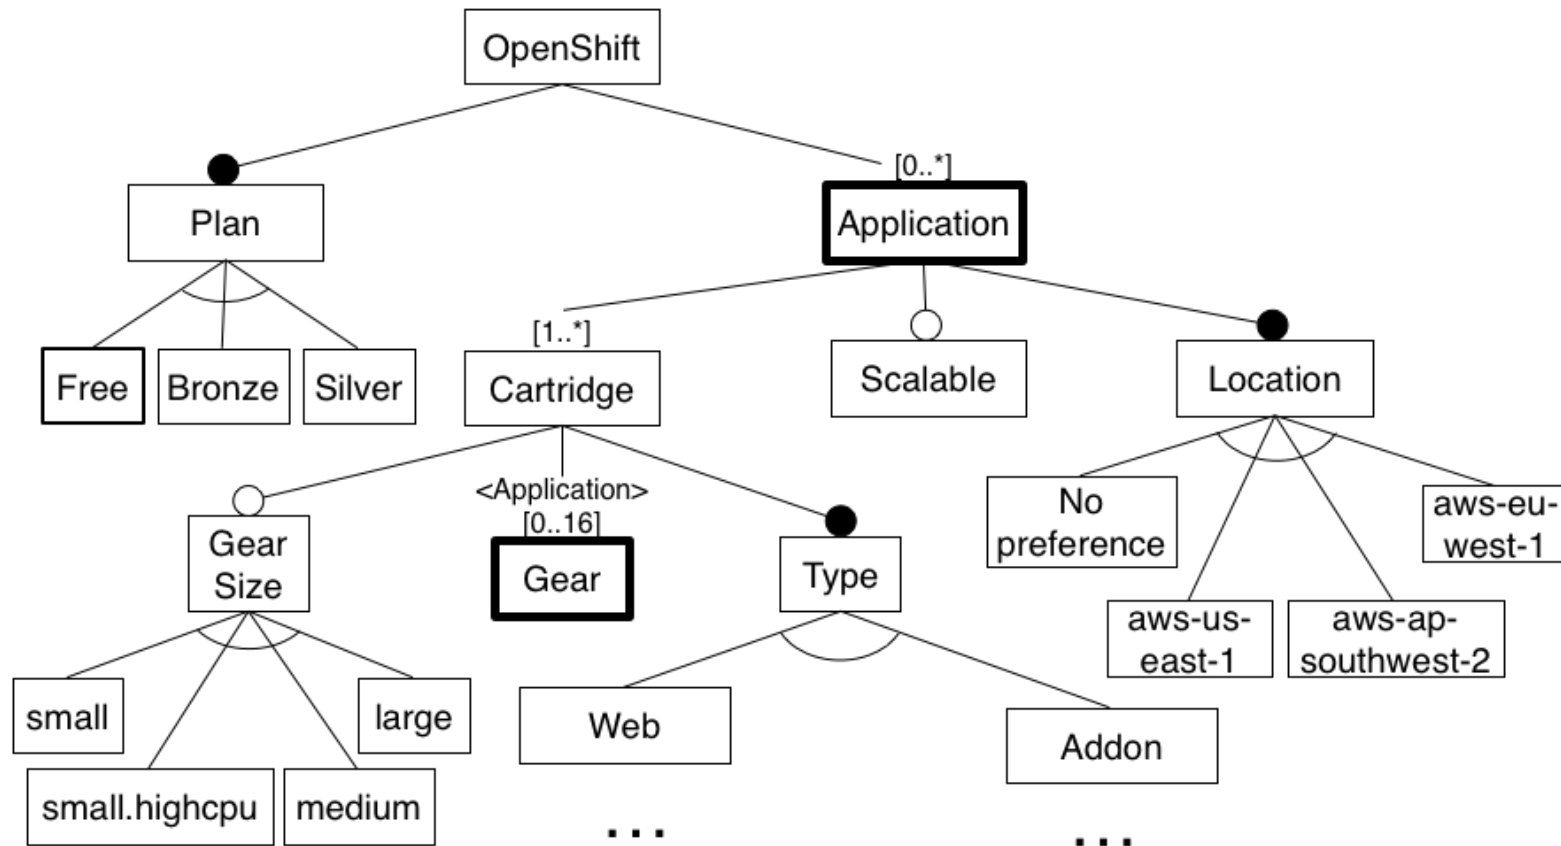 OpenShift
[0..*]
Plan
Application
[1..*]
Free
Bronze
Silver
Cartridge
Scalable
Location
<Application>
[0..16]
Gear
Size
Gear
Type
No
preference
aws-eu-
west-1
aws-us-
east-1
aws-ap-
southwest-2
small
large
Web
Addon
small.highcpu
medium
...
...